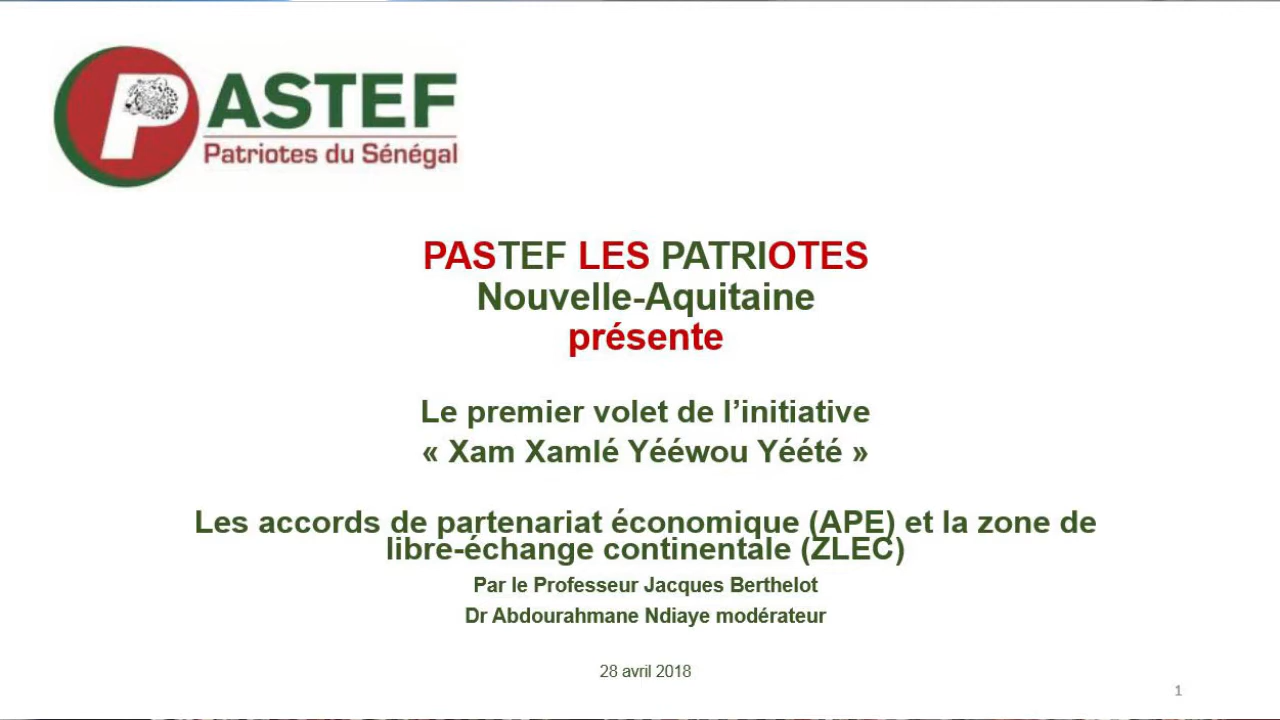 PASTEF
Patriotes du Sénégal
PASTEF LES PATRIOTES
Nouvelle-Aquitaine
présente
Le premier volet de l’initiative
« Xam Xamlé Yééwou Yéété »
Les accords de partenariat économique (APE) et la zone de
libre-échange continentale (ZLEC)
Par le Professeur Jacques Berthelot
Dr Abdourahmane Ndiaye modérateur
28 avril 2018
1